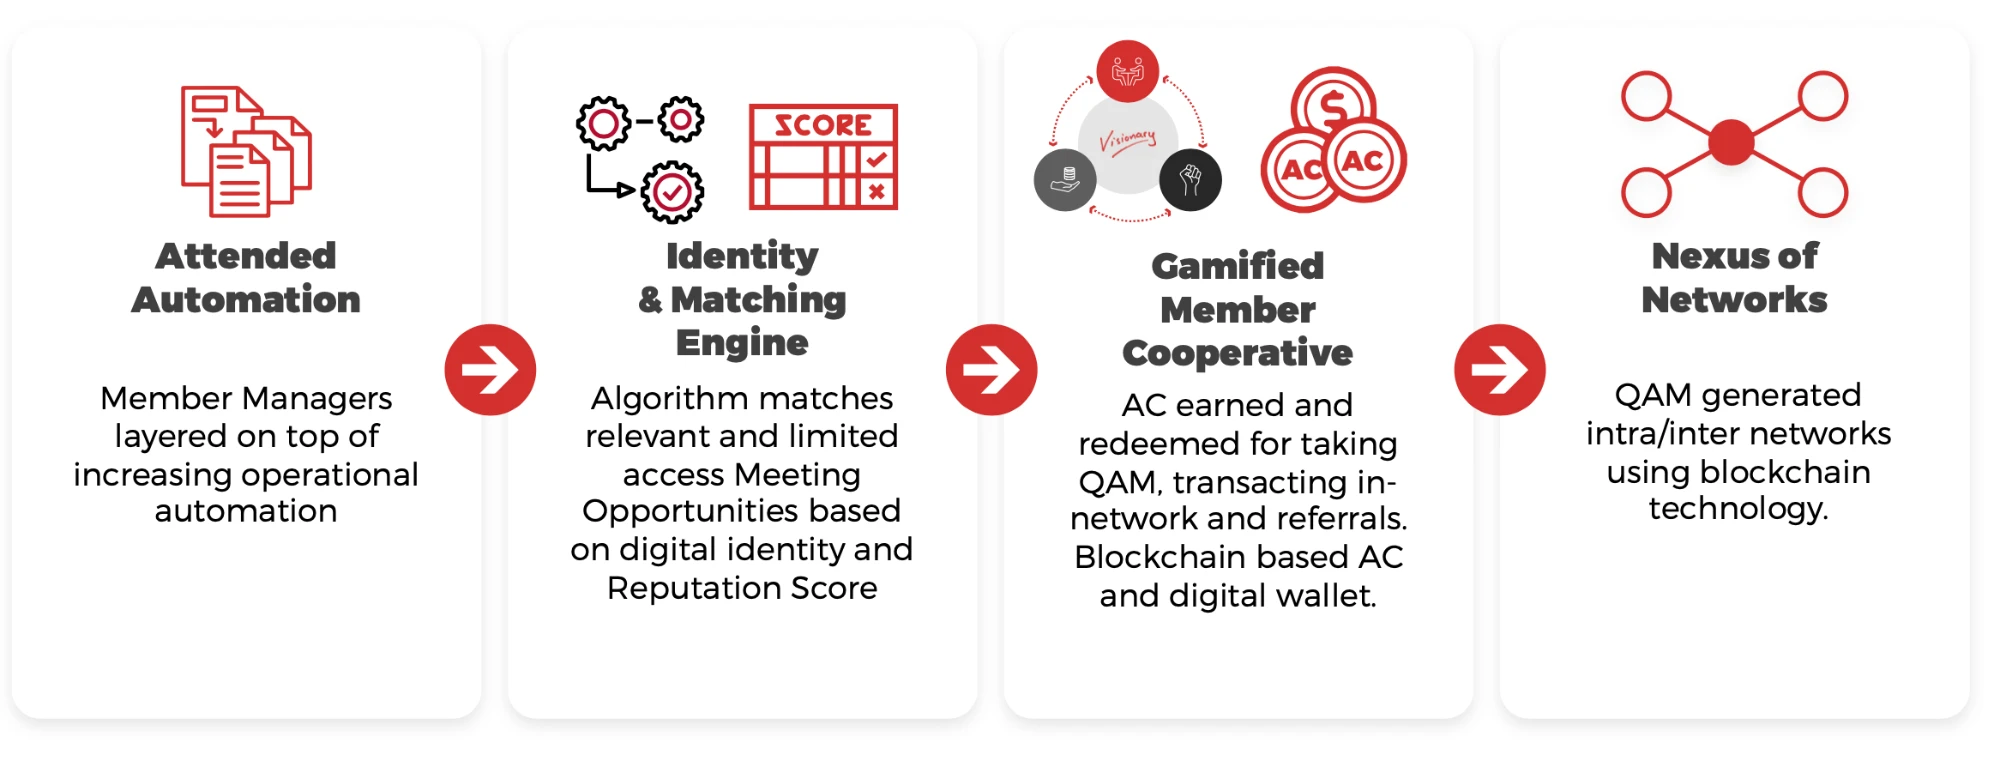 Attended
Automation
Member Managers
layered on top of
increasing operational
automation
SCORE
Identity
& Matching
Engine
Algorithm matches
relevant and limited
access Meeting
Opportunities based
on digital identity and
Reputation Score
Visionary
$
AC
AC
Gamified
Member
Cooperative
AC earned and
redeemed for taking
QAM, transacting in-
network and referrals.
Blockchain based AC
and digital wallet.
Nexus of
Networks
QAM generated
intra/inter networks
using blockchain
technology.